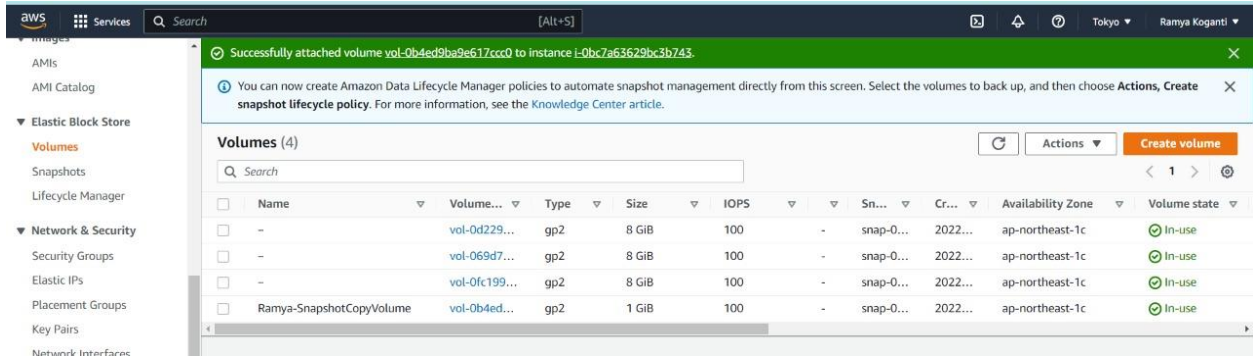 aws Services Search [Alt+S] Tokyo Ramya Koganti
Images
AMIs
AMI Catalog
Elastic Block Store
Volumes
Snapshots
Lifecycle Manager
Network & Security
Security Groups
Elastic IPs
Placement Groups
Key Pairs
Network Interfaces
Successfully attached volume vol-0b4ed9ba9e617ccc0 to instance i-0bc7a63629bc3b743.
You can now create Amazon Data Lifecycle Manager policies to automate snapshot management directly from this screen. Select the volumes to back up, and then choose Actions, Create
snapshot lifecycle policy. For more information, see the Knowledge Center article.
Volumes (4) Actions Create volume
Search 1
Name Volume... Type Size IOPS Sn... Cr... Availability Zone Volume state
– vol-0d229... gp2 8 GiB 100 - snap-0... 2022... ap-northeast-1c In-use
– vol-069d7... gp2 8 GiB 100 - snap-0... 2022... ap-northeast-1c In-use
– vol-0fc199... gp2 8 GiB 100 - snap-0... 2022... ap-northeast-1c In-use
Ramya-SnapshotCopyVolume vol-0b4ed... gp2 1 GiB 100 - snap-0... 2022... ap-northeast-1c In-use